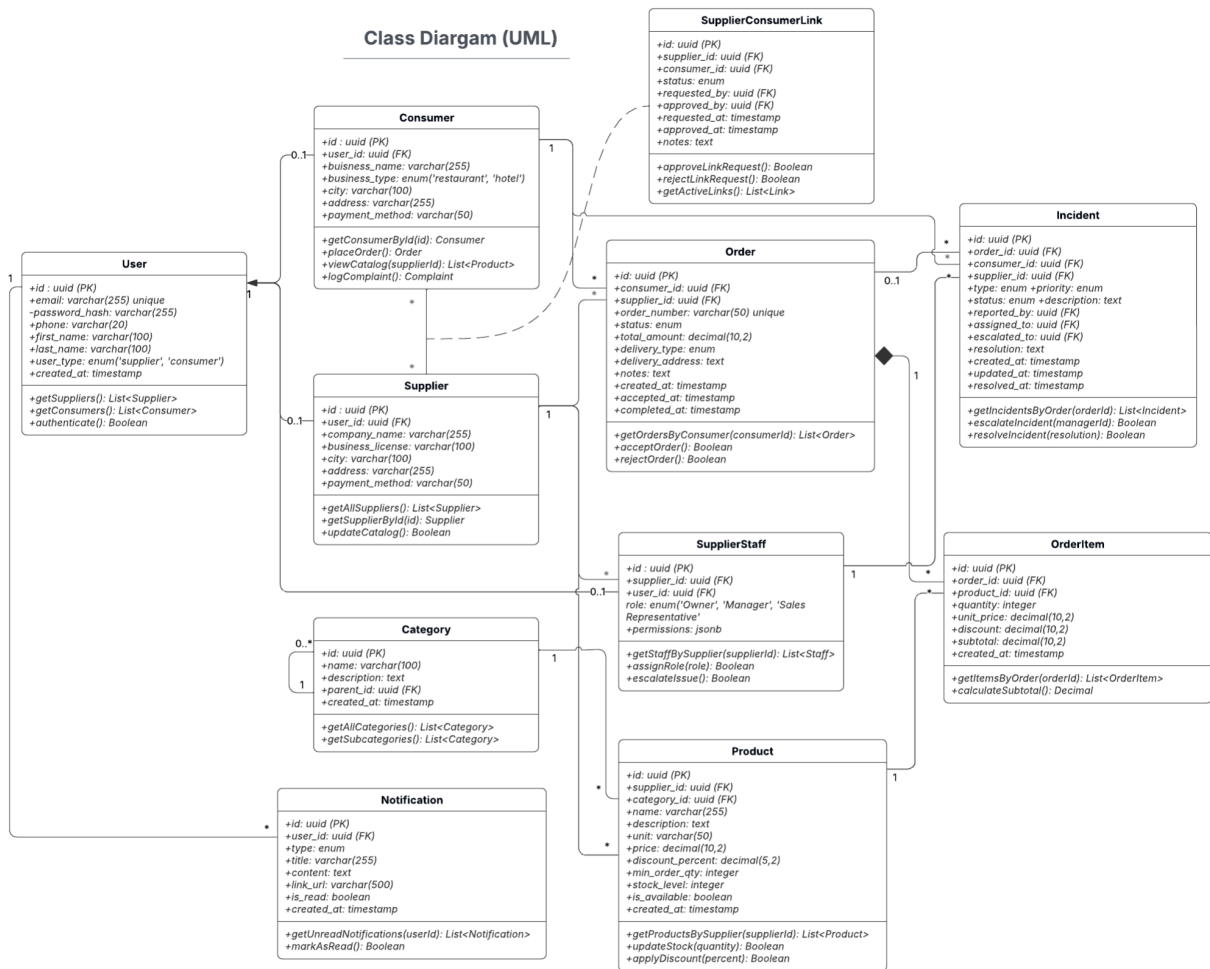 Class Diargam (UML)
SupplierConsumerLink
+id: uuid (PK)
+supplier_id: uuid (FK)
+consumer_id: uuid (FK)
+status: enum
+requested_by: uuid (FK)
+approved_by: uuid (FK)
+requested_at: timestamp
+approved_at: timestamp
+notes: text
+approveLinkRequest(): Boolean
+rejectLinkRequest(): Boolean
+getActiveLinks(): List<Link>
Consumer
+id : uuid (PK)
+user_id: uuid (FK)
+buisness_name: varchar(255)
+business_type: enum('restaurant', 'hotel')
+city: varchar(100)
+address: varchar(255)
+payment_method: varchar(50)
+getConsumerById(id): Consumer
+placeOrder(): Order
+viewCatalog(supplierId): List<Product>
+logComplaint(): Complaint
0..1
1
*
*
User
+id : uuid (PK)
+email: varchar(255) unique
-password_hash: varchar(255)
+phone: varchar(20)
+first_name: varchar(100)
+last_name: varchar(100)
+user_type: enum('supplier', 'consumer')
+created_at: timestamp
+getSuppliers(): List<Supplier>
+getConsumers(): List<Consumer>
+authenticate(): Boolean
1
1
Order
+id: uuid (PK)
+consumer_id: uuid (FK)
+supplier_id: uuid (FK)
+order_number: varchar(50) unique
+status: enum
+total_amount: decimal(10,2)
+delivery_type: enum
+delivery_address: text
+notes: text
+created_at: timestamp
+accepted_at: timestamp
+completed_at: timestamp
+getOrdersByConsumer(consumerId): List<Order>
+acceptOrder(): Boolean
+rejectOrder(): Boolean
*
*
0..1
1
Incident
+id: uuid (PK)
+order_id: uuid (FK)
+consumer_id: uuid (FK)
+supplier_id: uuid (FK)
+type: enum +priority: enum
+status: enum +description: text
+reported_by: uuid (FK)
+assigned_to: uuid (FK)
+escalated_to: uuid (FK)
+resolution: text
+created_at: timestamp
+updated_at: timestamp
+resolved_at: timestamp
+getIncidentsByOrder(orderId): List<Incident>
+escalateIncident(managerId): Boolean
+resolveIncident(resolution): Boolean
*
*
*
Supplier
+id : uuid (PK)
+user_id: uuid (FK)
+company_name: varchar(255)
+business_license: varchar(100)
+city: varchar(100)
+address: varchar(255)
+payment_method: varchar(50)
+getAllSuppliers(): List<Supplier>
+getSupplierById(id): Supplier
+updateCatalog(): Boolean
0..1
1
SupplierStaff
+id : uuid (PK)
+supplier_id: uuid (FK)
+user_id: uuid (FK)
role: enum('Owner', 'Manager', 'Sales
Representative'
+permissions: jsonb
+getStaffBySupplier(supplierId): List<Staff>
+assignRole(role): Boolean
+escalateIssue(): Boolean
*
0..1
1
OrderItem
+id: uuid (PK)
+order_id: uuid (FK)
+product_id: uuid (FK)
+quantity: integer
+unit_price: decimal(10,2)
+discount: decimal(10,2)
+subtotal: decimal(10,2)
+created_at: timestamp
+getItemsByOrder(orderId): List<OrderItem>
+calculateSubtotal(): Decimal
*
*
Category
+id: uuid (PK)
+name: varchar(100)
+description: text
+parent_id: uuid (FK)
+created_at: timestamp
+getAllCategories(): List<Category>
+getSubcategories(): List<Category>
0..*
1
1
Product
+id: uuid (PK)
+supplier_id: uuid (FK)
+category_id: uuid (FK)
+name: varchar(255)
+description: text
+unit: varchar(50)
+price: decimal(10,2)
+discount_percent: decimal(5,2)
+min_order_qty: integer
+stock_level: integer
+is_available: boolean
+created_at: timestamp
+getProductsBySupplier(supplierId): List<Product>
+updateStock(quantity): Boolean
+applyDiscount(percent): Boolean
*
*
1
Notification
+id: uuid (PK)
+user_id: uuid (FK)
+type: enum
+title: varchar(255)
+content: text
+link_url: varchar(500)
+is_read: boolean
+created_at: timestamp
+getUnreadNotifications(userId): List<Notification>
+markAsRead(): Boolean
*